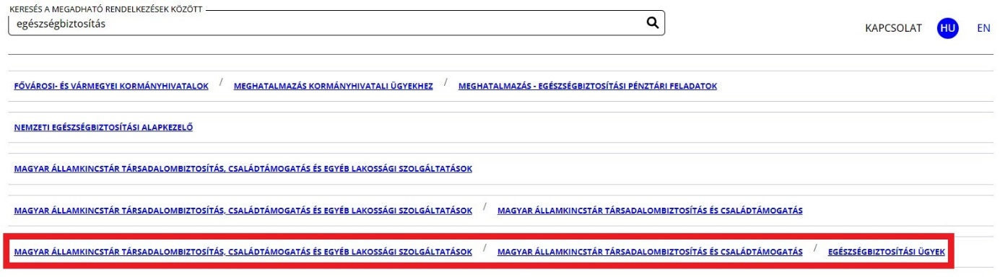 KERESÉS A MEGADHATÓ RENDELKEZÉSEK KÖZÖTT
egészségbiztosítás
KAPCSOLAT HU EN
FŐVÁROSI- ÉS VÁRMEGYEI KORMÁNYHIVATALOK / MEGHATALMAZÁS KORMÁNYHIVATALI ÜGYEKHEZ / MEGHATALMAZÁS - EGÉSZSÉGBIZTOSÍTÁSI PÉNZTÁRI FELADATOK
NEMZETI EGÉSZSÉGBIZTOSÍTÁSI ALAPKEZELŐ
MAGYAR ÁLLAMKINCSTÁR TÁRSADALOMBIZTOSÍTÁS, CSALÁDTÁMOGATÁS ÉS EGYÉB LAKOSSÁGI SZOLGÁLTATÁSOK
MAGYAR ÁLLAMKINCSTÁR TÁRSADALOMBIZTOSÍTÁS, CSALÁDTÁMOGATÁS ÉS EGYÉB LAKOSSÁGI SZOLGÁLTATÁSOK / MAGYAR ÁLLAMKINCSTÁR TÁRSADALOMBIZTOSÍTÁS ÉS CSALÁDTÁMOGATÁS
MAGYAR ÁLLAMKINCSTÁR TÁRSADALOMBIZTOSÍTÁS, CSALÁDTÁMOGATÁS ÉS EGYÉB LAKOSSÁGI SZOLGÁLTATÁSOK / MAGYAR ÁLLAMKINCSTÁR TÁRSADALOMBIZTOSÍTÁS ÉS CSALÁDTÁMOGATÁS / EGÉSZSÉGBIZTOSÍTÁSI ÜGYEK